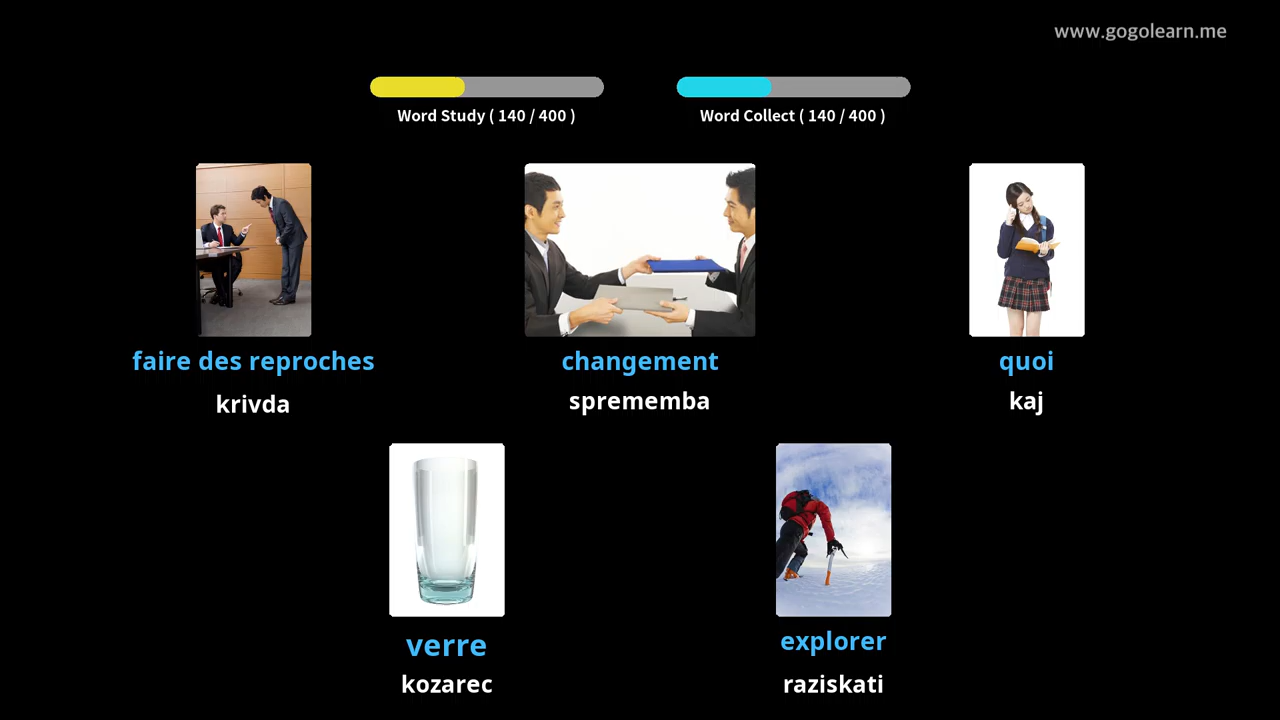 www.gogolearn.me
Word Study ( 140 / 400 )
Word Collect ( 140 / 400 )
faire des reproches
krivda
changement
sprememba
quoi
kaj
verre
kozarec
explorer
raziskati